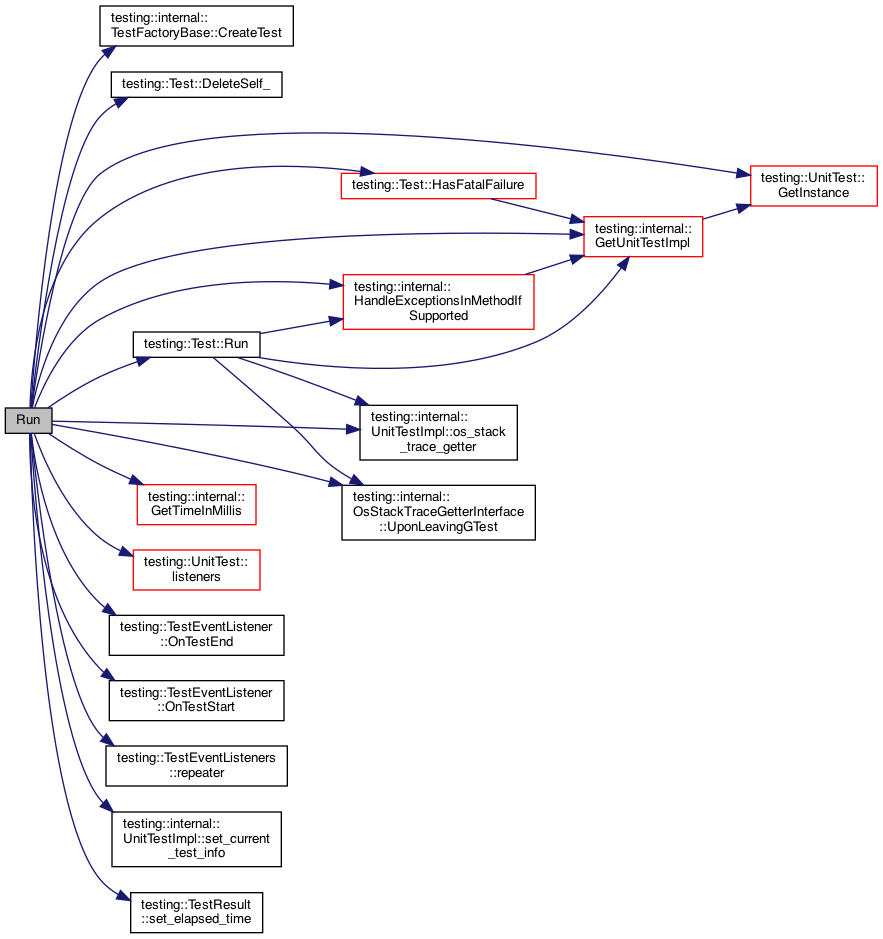 testing::internal::
TestFactoryBase::CreateTest
testing::Test::DeleteSelf_
testing::UnitTest::
GetInstance
testing::Test::HasFatalFailure
testing::internal::
GetUnitTestImpl
testing::internal::
HandleExceptionsInMethodIf
Supported
testing::Test::Run
Run
testing::internal::
UnitTestImpl::os_stack
_trace_getter
testing::internal::
GetTimeInMillis
testing::internal::
OsStackTraceGetterInterface
::UponLeavingGTest
testing::UnitTest::
listeners
testing::TestEventListener
::OnTestEnd
testing::TestEventListener
::OnTestStart
testing::TestEventListeners
::repeater
testing::internal::
UnitTestImpl::set_current
_test_info
testing::TestResult
::set_elapsed_time